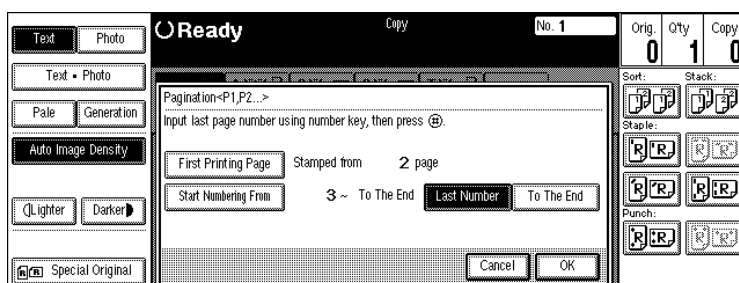 Text
Photo
Text • Photo
Pale
Generation
Auto Image Density
Lighter
Darker
Special Original
Ready
Copy
No. 1
Pagination<P1,P2...>
Input last page number using number key, then press ⌗.
First Printing Page
Stamped from 2 page
Start Numbering From
3 ~ To The End
Last Number
To The End
Cancel
OK
Orig. Q'ty Copy
0 1 0
Sort: Stack:
Staple:
Punch: